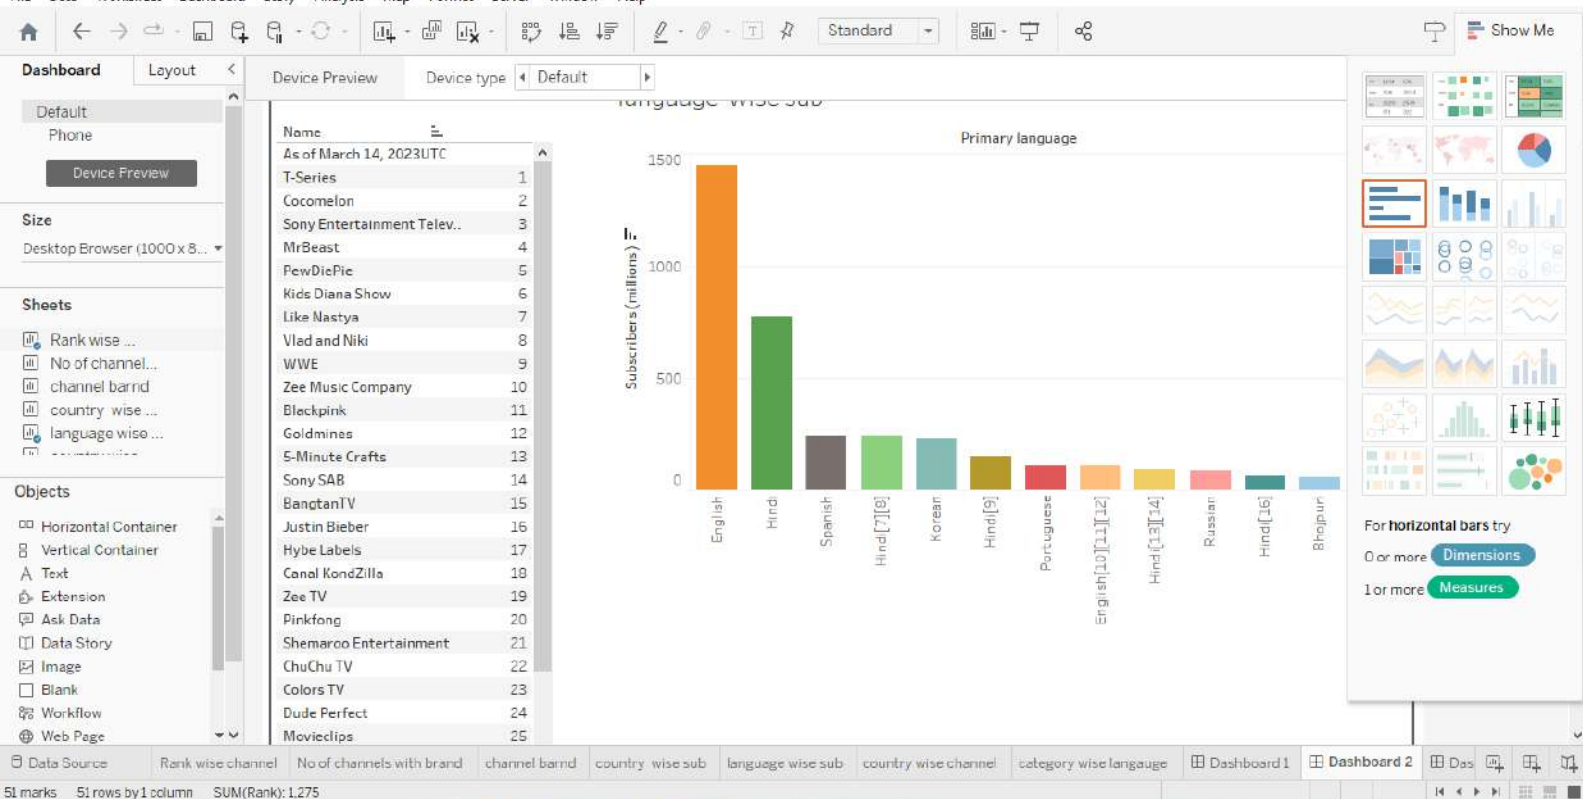 Standard
Show Me
Dashboard
Layout
Device Preview
Device type
Default
Default
Phone
Device Preview
Size
Desktop Browser (1000 x 8...
Sheets
Rank wise ...
No of channel...
channel barnd
country wise ...
language wise ...
Objects
Horizontal Container
Vertical Container
Text
Extension
Ask Data
Data Story
Image
Blank
Workflow
Web Page
language wise sub
Name
As of March 14, 2023UTC
T-Series 1
Cocomelon 2
Sony Entertainment Telev.. 3
MrBeast 4
PewDiePie 5
Kids Diana Show 6
Like Nastya 7
Vlad and Niki 8
WWE 9
Zee Music Company 10
Blackpink 11
Goldmines 12
5-Minute Crafts 13
Sony SAB 14
BangtanTV 15
Justin Bieber 16
Hybe Labels 17
Canal KondZilla 18
Zee TV 19
Pinkfong 20
Shemaroo Entertainment 21
ChuChu TV 22
Colors TV 23
Dude Perfect 24
Movieclips 25
Primary language
Subscribers (millions)
1500
1000
500
0
English
Hindi
Spanish
Hindi[7][8]
Korean
Hindi[9]
Portuguese
English[10][11][12]
Hindi[13][14]
Russian
Hindi[16]
Bhojpuri
For horizontal bars try
0 or more Dimensions
1 or more Measures
Data Source
Rank wise channel
No of channels with brand
channel barnd
country wise sub
language wise sub
country wise channel
category wise langauge
Dashboard 1
Dashboard 2
Das
51 marks 51 rows by 1 column SUM(Rank): 1,275